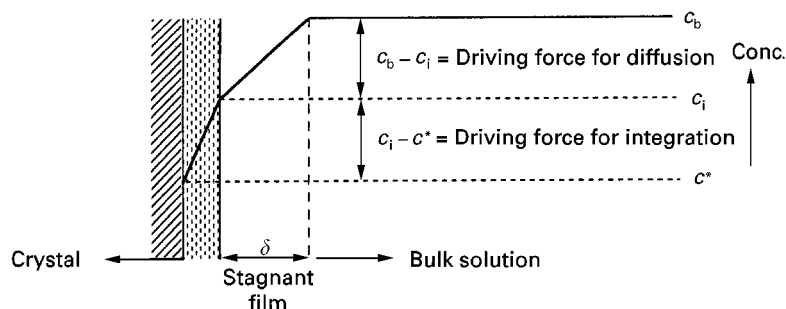 c_b
c_b – c_i = Driving force for diffusion
Conc.
c_i
c_i – c* = Driving force for integration
c*
δ
Crystal
Bulk solution
Stagnant
film